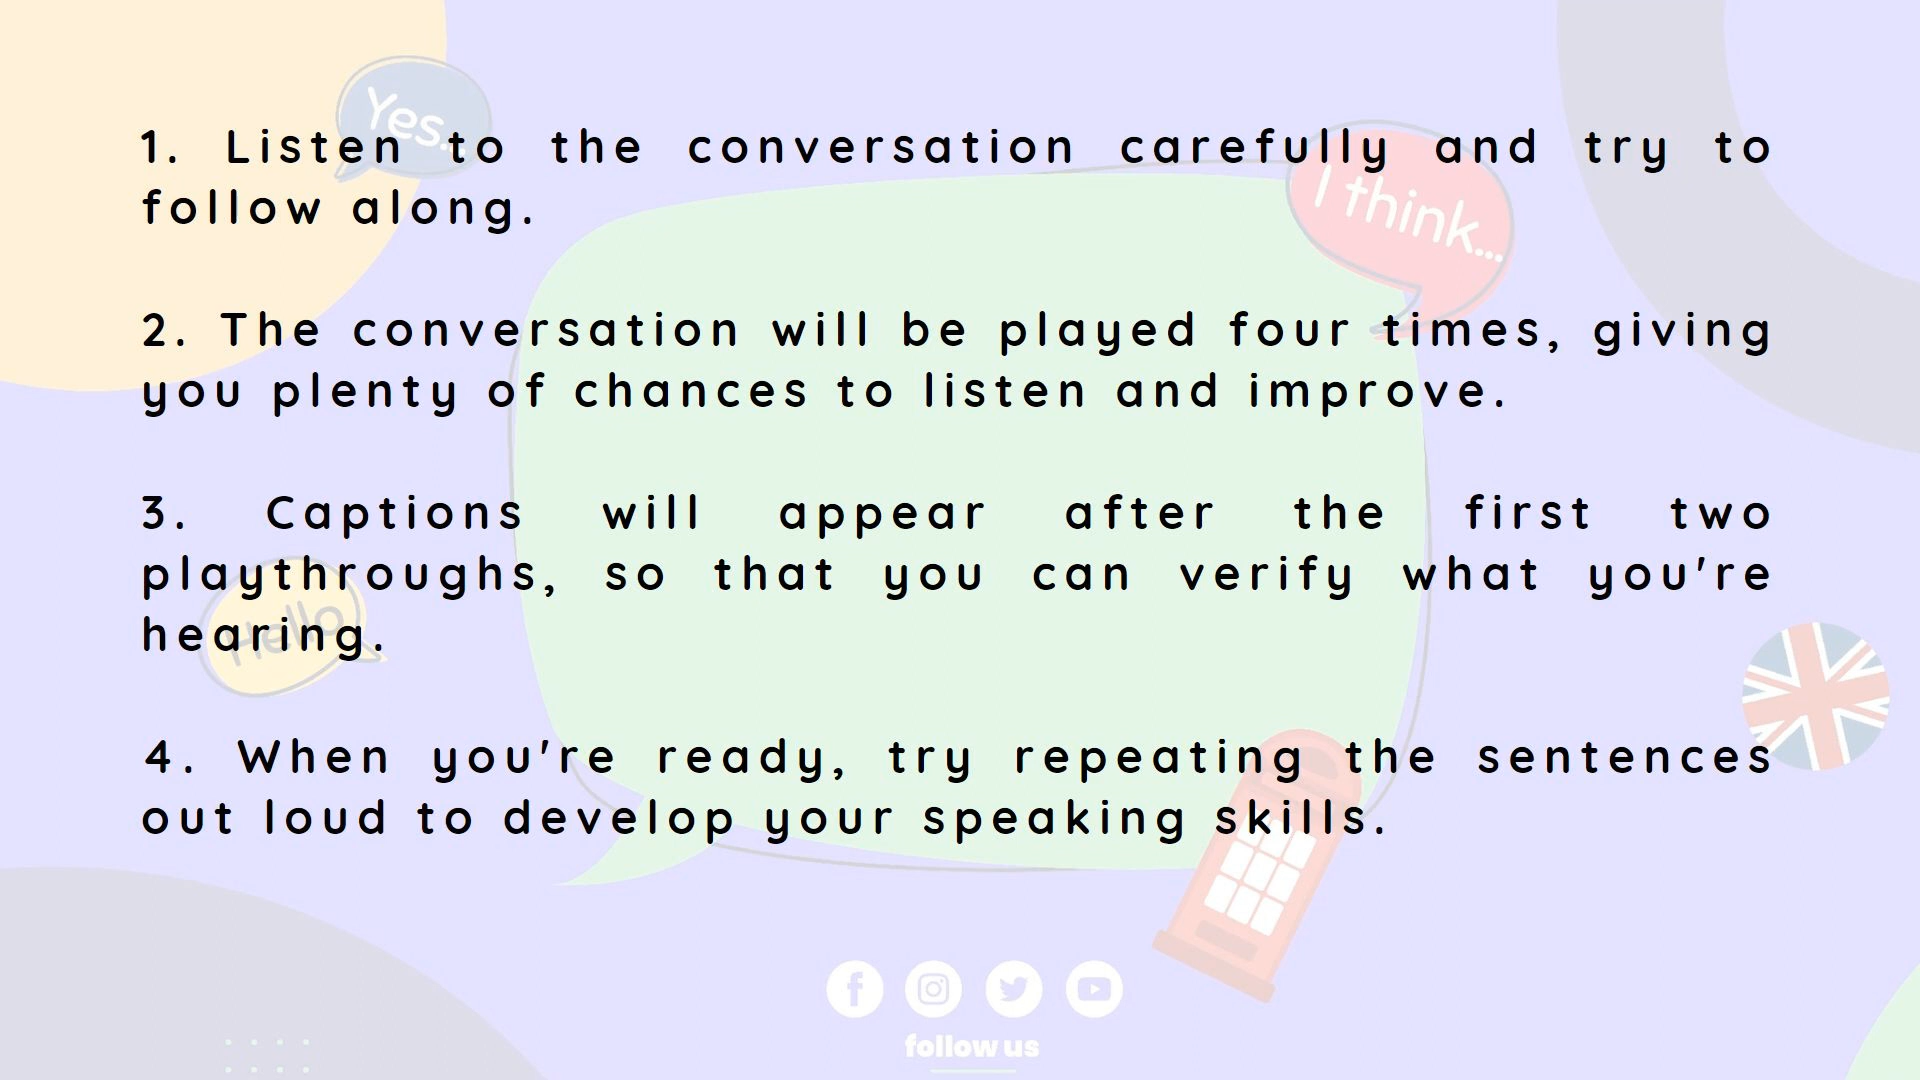 Yes...
1. Listen to the conversation carefully and try to
follow along.
I think...
2. The conversation will be played four times, giving
you plenty of chances to listen and improve.
3. Captions will appear after the first two
playthroughs, so that you can verify what you're
hearing.
Hello
4. When you're ready, try repeating the sentences
out loud to develop your speaking skills.
follow us